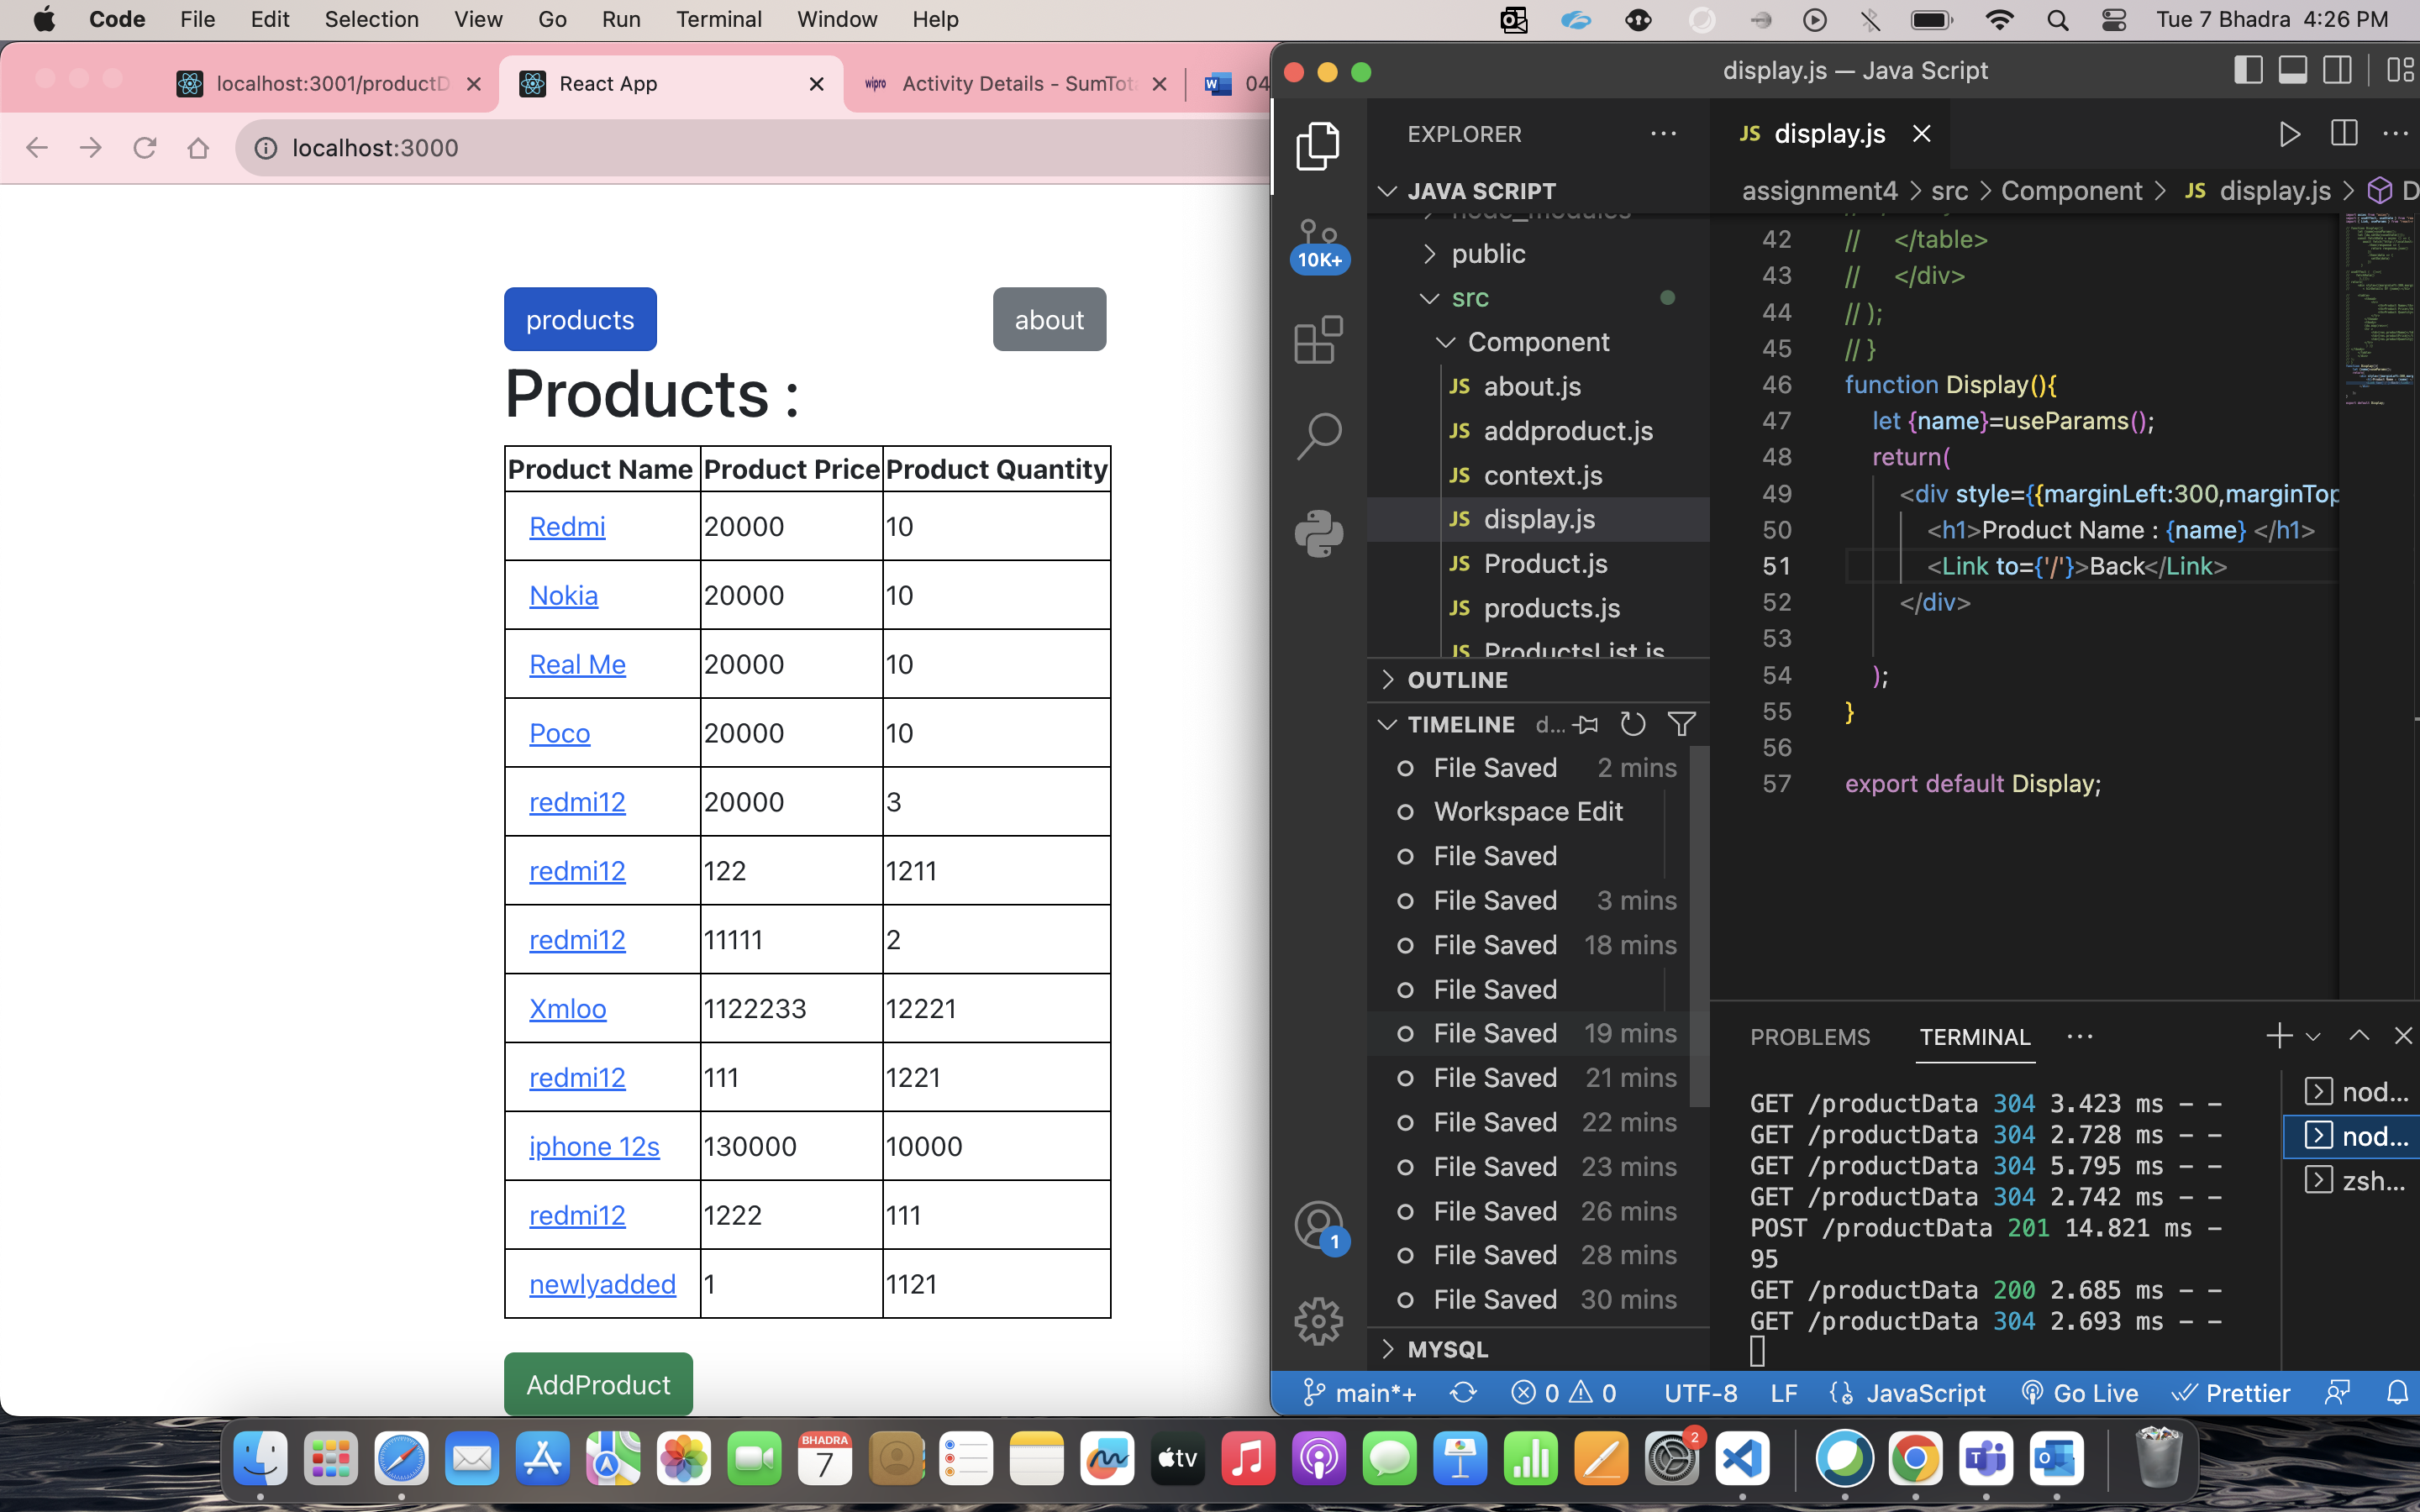 Code File Edit Selection View Go Run Terminal Window Help Tue 7 Bhadra 4:26 PM
localhost:3001/productD
React App
wipro Activity Details - SumTota
W 04
localhost:3000
products
about
Products :
Product Name Product Price Product Quantity
Redmi 20000 10
Nokia 20000 10
Real Me 20000 10
Poco 20000 10
redmi12 20000 3
redmi12 122 1211
redmi12 11111 2
Xmloo 1122233 12221
redmi12 111 1221
iphone 12s 130000 10000
redmi12 1222 111
newlyadded 1 1121
AddProduct
display.js — Java Script
10K+
1
EXPLORER
JAVA SCRIPT
node_modules
public
src
Component
JS about.js
JS addproduct.js
JS context.js
JS display.js
JS Product.js
JS products.js
JS ProductsList.js
OUTLINE
TIMELINE d...
File Saved 2 mins
Workspace Edit
File Saved
File Saved 3 mins
File Saved 18 mins
File Saved
File Saved 19 mins
File Saved 21 mins
File Saved 22 mins
File Saved 23 mins
File Saved 26 mins
File Saved 28 mins
File Saved 30 mins
MYSQL
JS display.js
assignment4 > src > Component > JS display.js > D
42 // </table>
43 // </div>
44 // );
45 // }
46 function Display(){
47 let {name}=useParams();
48 return(
49 <div style={{marginLeft:300,marginTop
50 <h1>Product Name : {name} </h1>
51 <Link to={'/'}>Back</Link>
52 </div>
53
54 );
55 }
56
57 export default Display;
PROBLEMS TERMINAL
GET /productData 304 3.423 ms - -
GET /productData 304 2.728 ms - -
GET /productData 304 5.795 ms - -
GET /productData 304 2.742 ms - -
POST /productData 201 14.821 ms -
95
GET /productData 200 2.685 ms - -
GET /productData 304 2.693 ms - -
nod...
nod...
zsh...
main*+ 0 0 UTF-8 LF JavaScript Go Live Prettier
BHADRA
7
tv
2